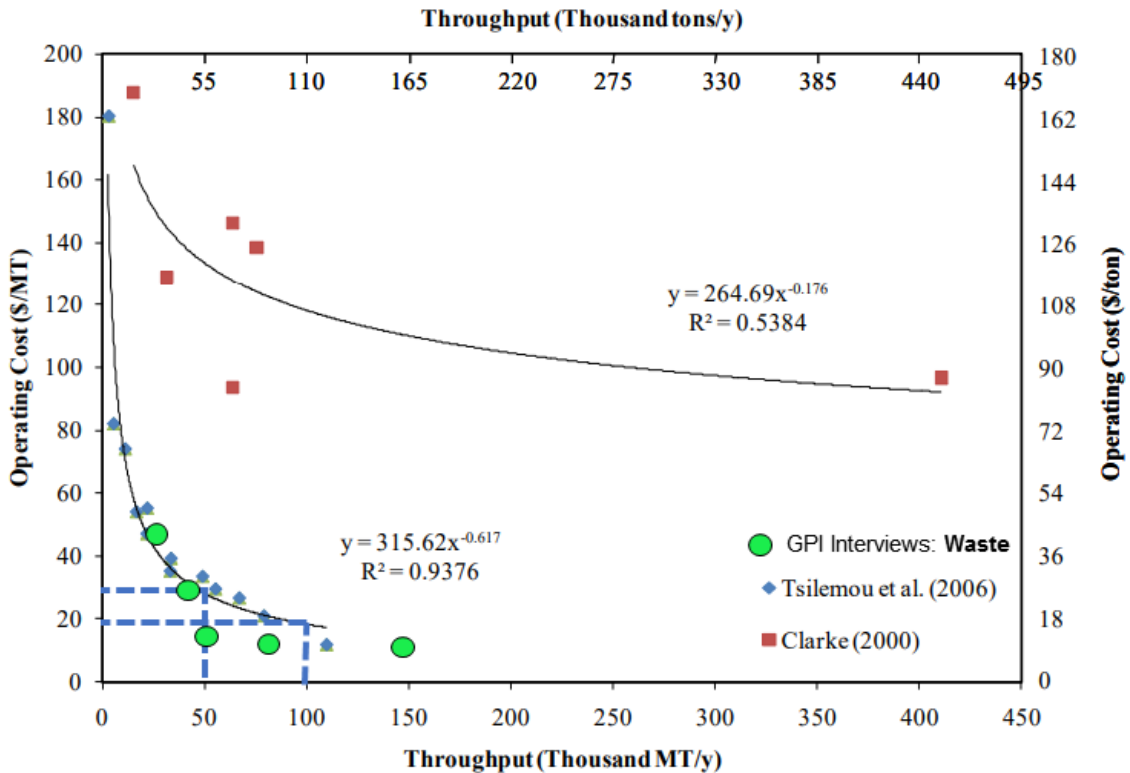 Throughput (Thousand tons/y)
55 110 165 220 275 330 385 440 495
200 180
180 162
160 144
140 126
120 108
100 90
80 72
60 54
40 36
20 18
0 0
Operating Cost ($/MT)
Operating Cost ($/ton)
y = 264.69x^-0.176
R² = 0.5384
y = 315.62x^-0.617
R² = 0.9376
GPI Interviews: Waste
Tsilemou et al. (2006)
Clarke (2000)
0 50 100 150 200 250 300 350 400 450
Throughput (Thousand MT/y)